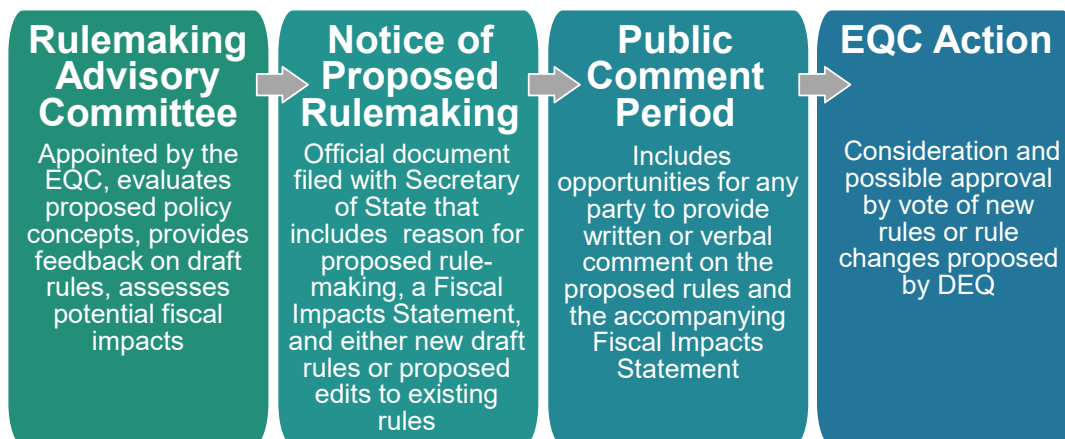 Rulemaking
Advisory
Committee
Appointed by the
EQC, evaluates
proposed policy
concepts, provides
feedback on draft
rules, assesses
potential fiscal
impacts
Notice of
Proposed
Rulemaking
Official document
filed with Secretary
of State that
includes  reason for
proposed rule-
making, a Fiscal
Impacts Statement,
and either new draft
rules or proposed
edits to existing
rules
Public
Comment
Period
Includes
opportunities for any
party to provide
written or verbal
comment on the
proposed rules and
the accompanying
Fiscal Impacts
Statement
EQC Action
Consideration and
possible approval
by vote of new
rules or rule
changes proposed
by DEQ